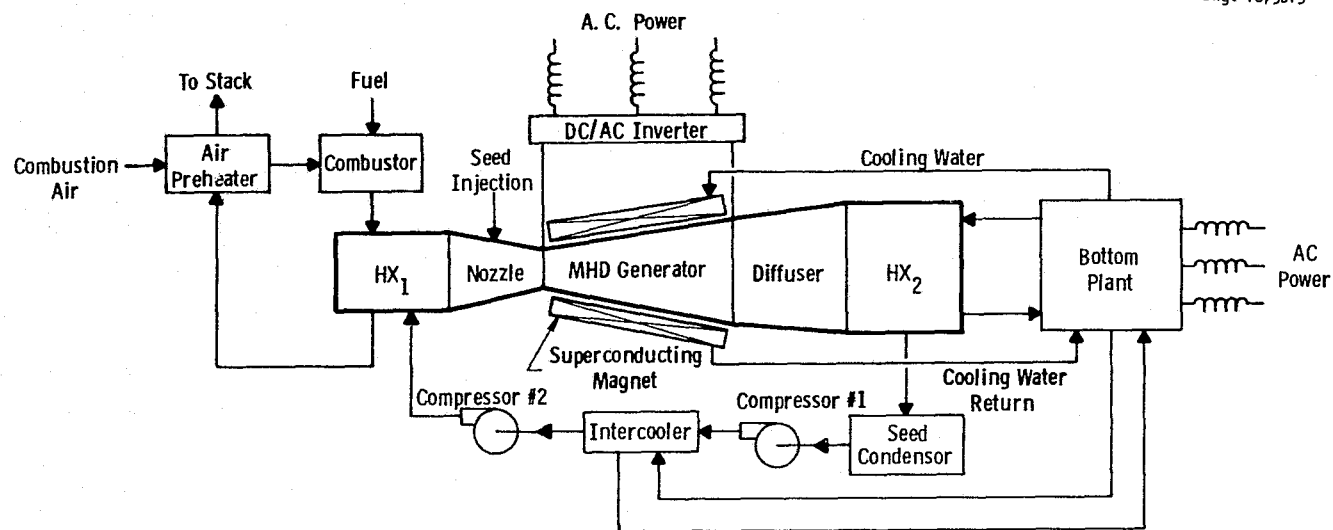 A. C. Power
To Stack
Fuel
DC/AC Inverter
Combustion
Air
Air
Preheater
Combustor
Seed
Injection
Cooling Water
HX1
Nozzle
MHD Generator
Diffuser
HX2
Bottom
Plant
AC
Power
Superconducting
Magnet
Cooling Water
Return
Compressor #2
Intercooler
Compressor #1
Seed
Condensor